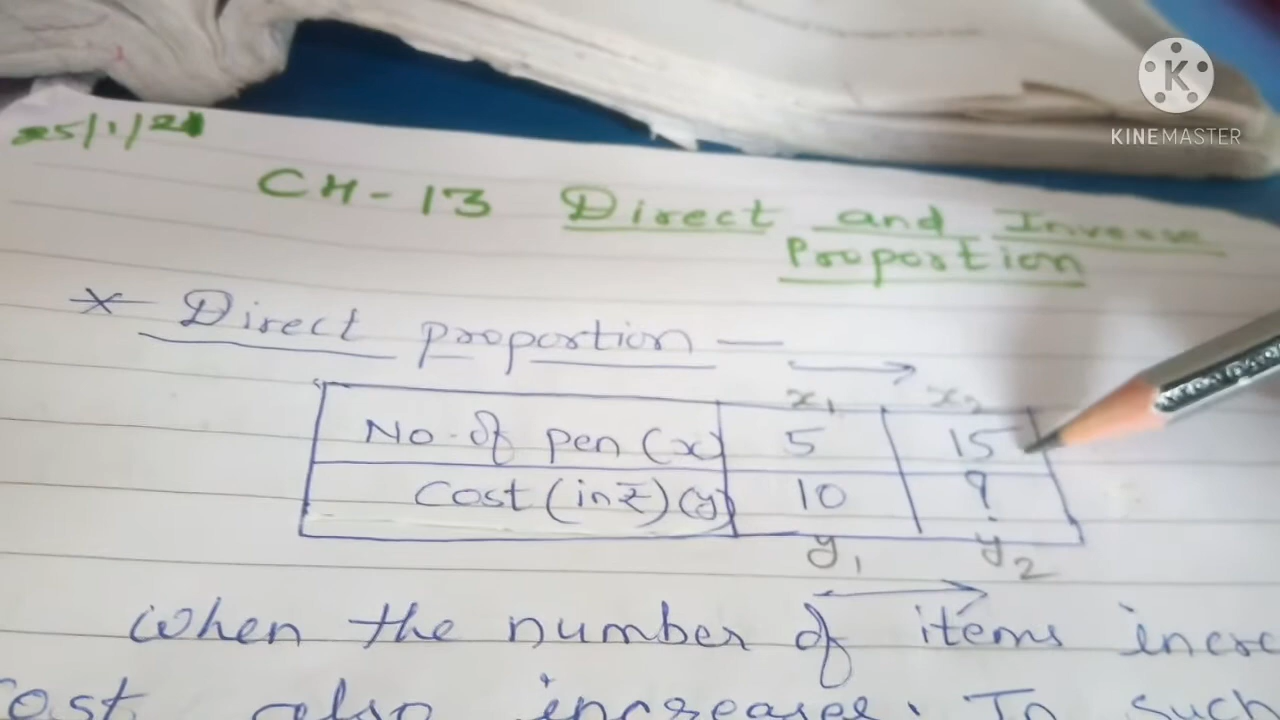 25/1/21
KINEMASTER
CH-13 Direct and Inverse
Proportion
* Direct proportion —
x₁ x₂
No. of pen (x) 5 15
Cost (in ₹) (y) 10 ?
y₁ y₂
When the number of items incre
cost also increases. In such